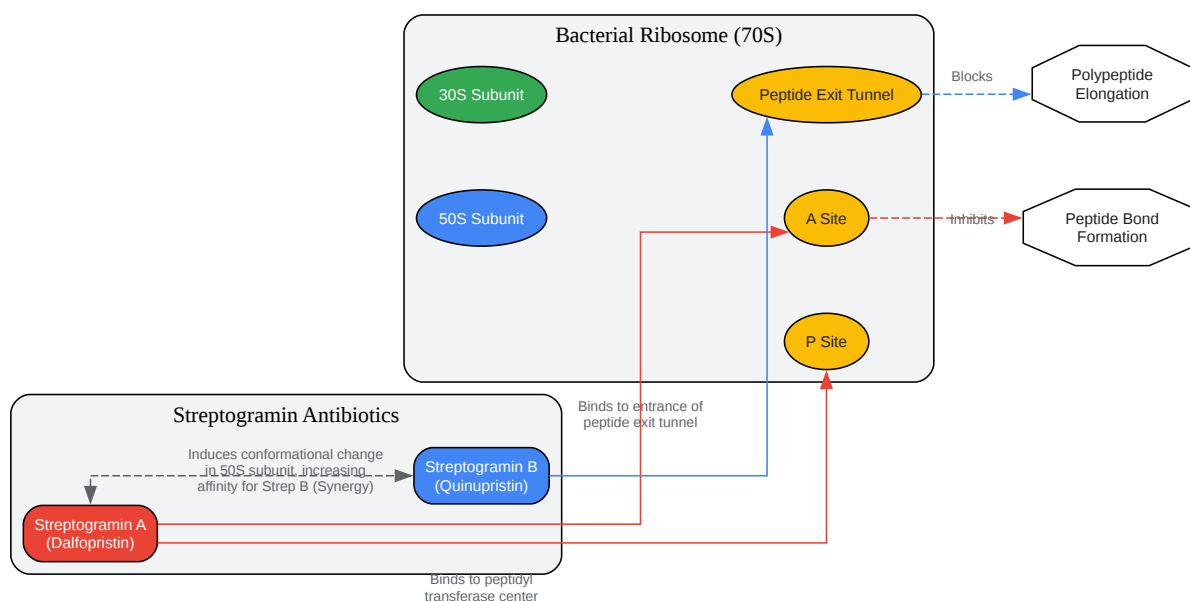 Bacterial Ribosome (70S)
30S Subunit
Peptide Exit Tunnel
Blocks
Polypeptide
Elongation
50S Subunit
A Site
Inhibits
Peptide Bond
Formation
P Site
Binds to entrance of
peptide exit tunnel
Streptogramin Antibiotics
Induces conformational change
in 50S subunit, increasing
affinity for Strep B (Synergy)
Streptogramin B
(Quinupristin)
Streptogramin A
(Dalfopristin)
Binds to peptidyl
transferase center